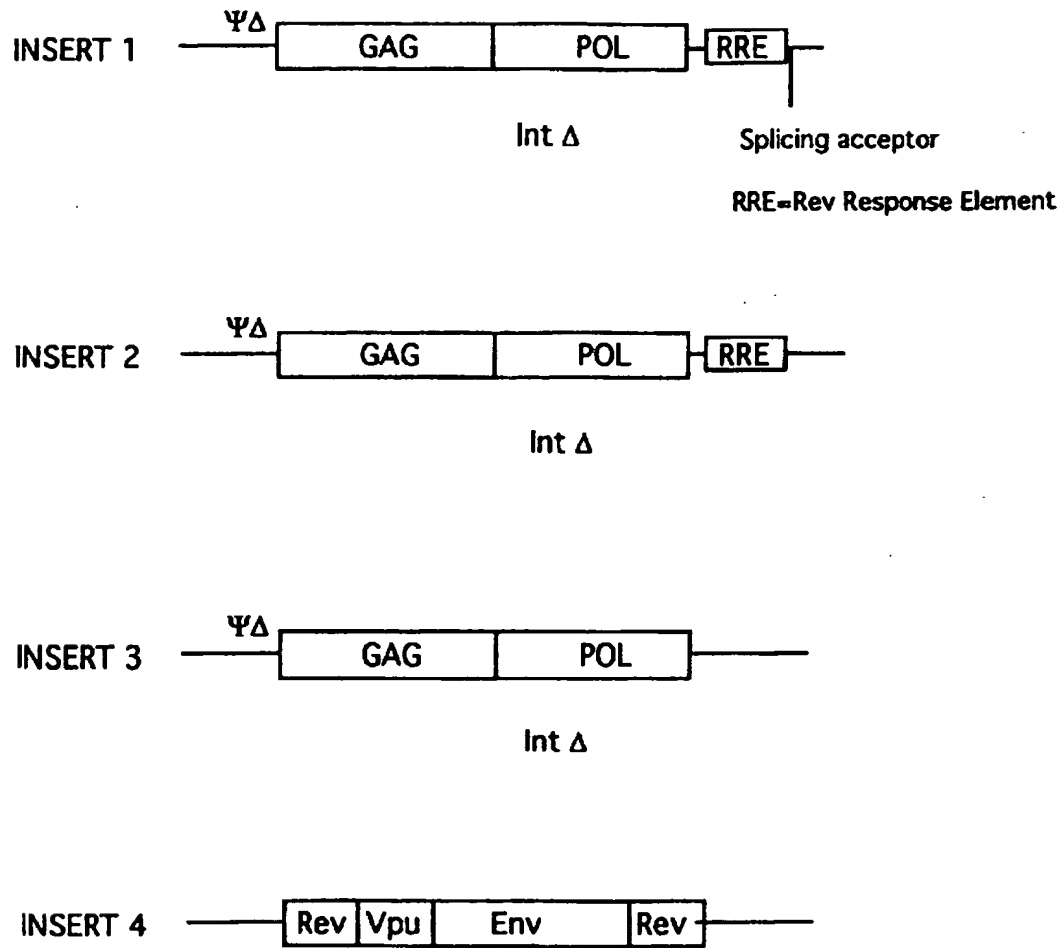 ΨΔ
INSERT 1 GAG POL RRE
Int Δ
Splicing acceptor
RRE=Rev Response Element
ΨΔ
INSERT 2 GAG POL RRE
Int Δ
ΨΔ
INSERT 3 GAG POL
Int Δ
INSERT 4 Rev Vpu Env Rev